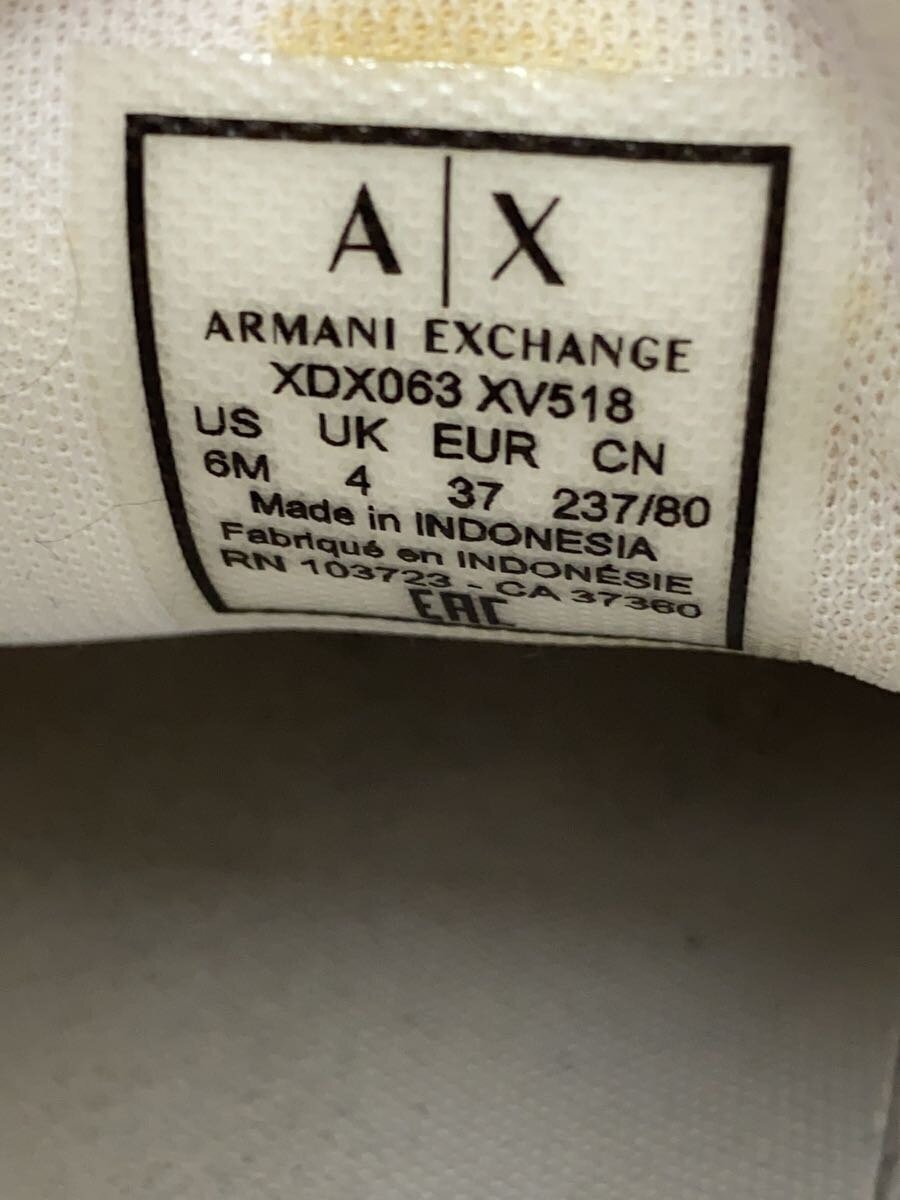 A|X
ARMANI EXCHANGE
XDX063 XV518
US UK EUR CN
6M 4 37 237/80
Made in INDONESIA
Fabriqué en INDONÉSIE
RN 103723 - CA 37360
EAC